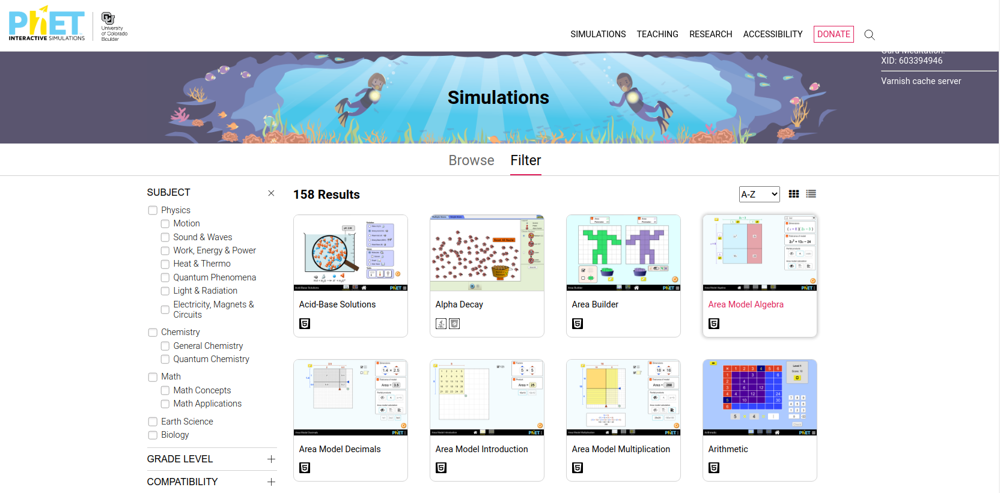 PhET
INTERACTIVE SIMULATIONS
University
of Colorado
Boulder
SIMULATIONS TEACHING RESEARCH ACCESSIBILITY DONATE
Guru Meditation:
XID: 603394946
Varnish cache server
Simulations
Browse Filter
SUBJECT
Physics
Motion
Sound & Waves
Work, Energy & Power
Heat & Thermo
Quantum Phenomena
Light & Radiation
Electricity, Magnets &
Circuits
Chemistry
General Chemistry
Quantum Chemistry
Math
Math Concepts
Math Applications
Earth Science
Biology
GRADE LEVEL
COMPATIBILITY
158 Results
A-Z
Acid-Base Solutions
Alpha Decay
Area Builder
Area Model Algebra
Area Model Decimals
Area Model Introduction
Area Model Multiplication
Arithmetic